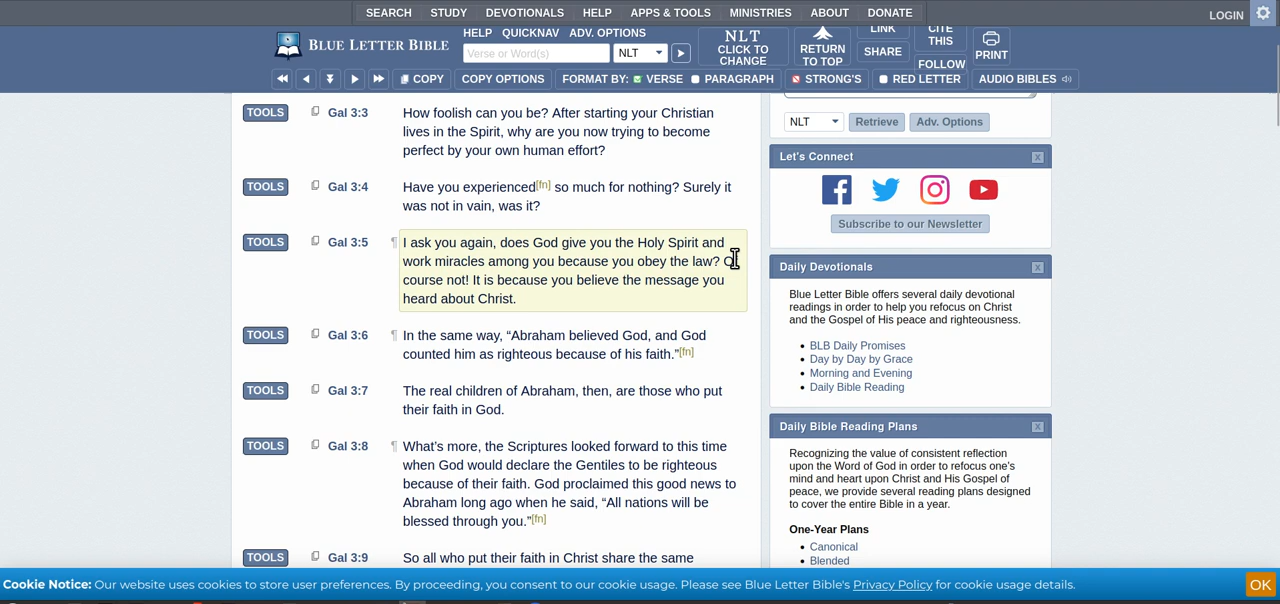 SEARCH STUDY DEVOTIONALS HELP APPS & TOOLS MINISTRIES ABOUT DONATE
LOGIN
BLUE LETTER BIBLE
HELP QUICKNAV ADV. OPTIONS
Verse or Word(s) NLT
NLT
CLICK TO
CHANGE
RETURN
TO TOP
LINK
SHARE
CITE
THIS
FOLLOW
PRINT
COPY COPY OPTIONS FORMAT BY: VERSE PARAGRAPH STRONG'S RED LETTER AUDIO BIBLES
TOOLS Gal 3:3 How foolish can you be? After starting your Christian
lives in the Spirit, why are you now trying to become
perfect by your own human effort?
TOOLS Gal 3:4 Have you experienced[fn] so much for nothing? Surely it
was not in vain, was it?
TOOLS Gal 3:5 ¶ I ask you again, does God give you the Holy Spirit and
work miracles among you because you obey the law?
course not! It is because you believe the message you
heard about Christ.
TOOLS Gal 3:6 ¶ In the same way, “Abraham believed God, and God
counted him as righteous because of his faith.”[fn]
TOOLS Gal 3:7 The real children of Abraham, then, are those who put
their faith in God.
TOOLS Gal 3:8 ¶ What’s more, the Scriptures looked forward to this time
when God would declare the Gentiles to be righteous
because of their faith. God proclaimed this good news to
Abraham long ago when he said, “All nations will be
blessed through you.”[fn]
TOOLS Gal 3:9 So all who put their faith in Christ share the same
NLT Retrieve Adv. Options
Let's Connect X
Subscribe to our Newsletter
Daily Devotionals X
Blue Letter Bible offers several daily devotional
readings in order to help you refocus on Christ
and the Gospel of His peace and righteousness.
• BLB Daily Promises
• Day by Day by Grace
• Morning and Evening
• Daily Bible Reading
Daily Bible Reading Plans X
Recognizing the value of consistent reflection
upon the Word of God in order to refocus one's
mind and heart upon Christ and His Gospel of
peace, we provide several reading plans designed
to cover the entire Bible in a year.
One-Year Plans
• Canonical
• Blended
Cookie Notice: Our website uses cookies to store user preferences. By proceeding, you consent to our cookie usage. Please see Blue Letter Bible's Privacy Policy for cookie usage details. OK